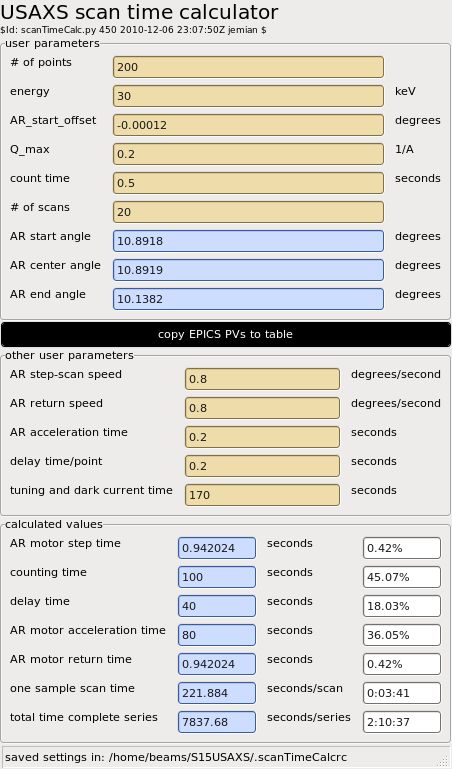 USAXS scan time calculator
$Id: scanTimeCalc.py 450 2010-12-06 23:07:50Z jemian $
user parameters
# of points 200
energy 30 keV
AR_start_offset -0.00012 degrees
Q_max 0.2 1/A
count time 0.5 seconds
# of scans 20
AR start angle 10.8918 degrees
AR center angle 10.8919 degrees
AR end angle 10.1382 degrees
copy EPICS PVs to table
other user parameters
AR step-scan speed 0.8 degrees/second
AR return speed 0.8 degrees/second
AR acceleration time 0.2 seconds
delay time/point 0.2 seconds
tuning and dark current time 170 seconds
calculated values
AR motor step time 0.942024 seconds 0.42%
counting time 100 seconds 45.07%
delay time 40 seconds 18.03%
AR motor acceleration time 80 seconds 36.05%
AR motor return time 0.942024 seconds 0.42%
one sample scan time 221.884 seconds/scan 0:03:41
total time complete series 7837.68 seconds/series 2:10:37
saved settings in: /home/beams/S15USAXS/.scanTimeCalcrc